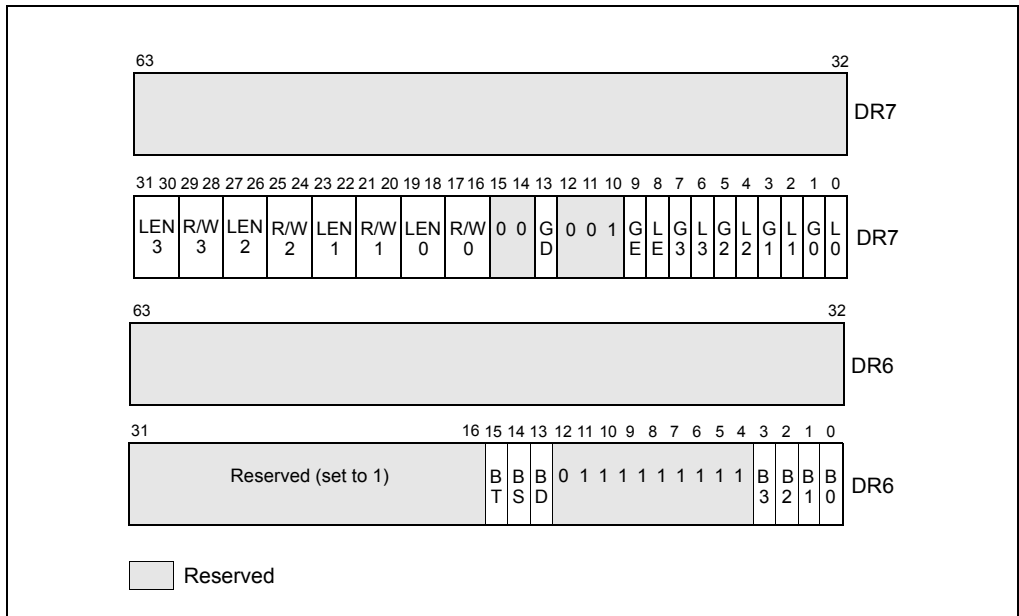 63 32
DR7
31 30 29 28 27 26 25 24 23 22 21 20 19 18 17 16 15 14 13 12 11 10 9 8 7 6 5 4 3 2 1 0
LEN R/W LEN R/W LEN R/W LEN R/W 0 0 G 0 0 1 G L G L G L G L G L DR7
3 3 2 2 1 1 0 0 D E E 3 3 2 2 1 1 0 0
63 32
DR6
31 16 15 14 13 12 11 10 9 8 7 6 5 4 3 2 1 0
Reserved (set to 1) B B B 0 1 1 1 1 1 1 1 1 B B B B DR6
T S D 3 2 1 0
Reserved